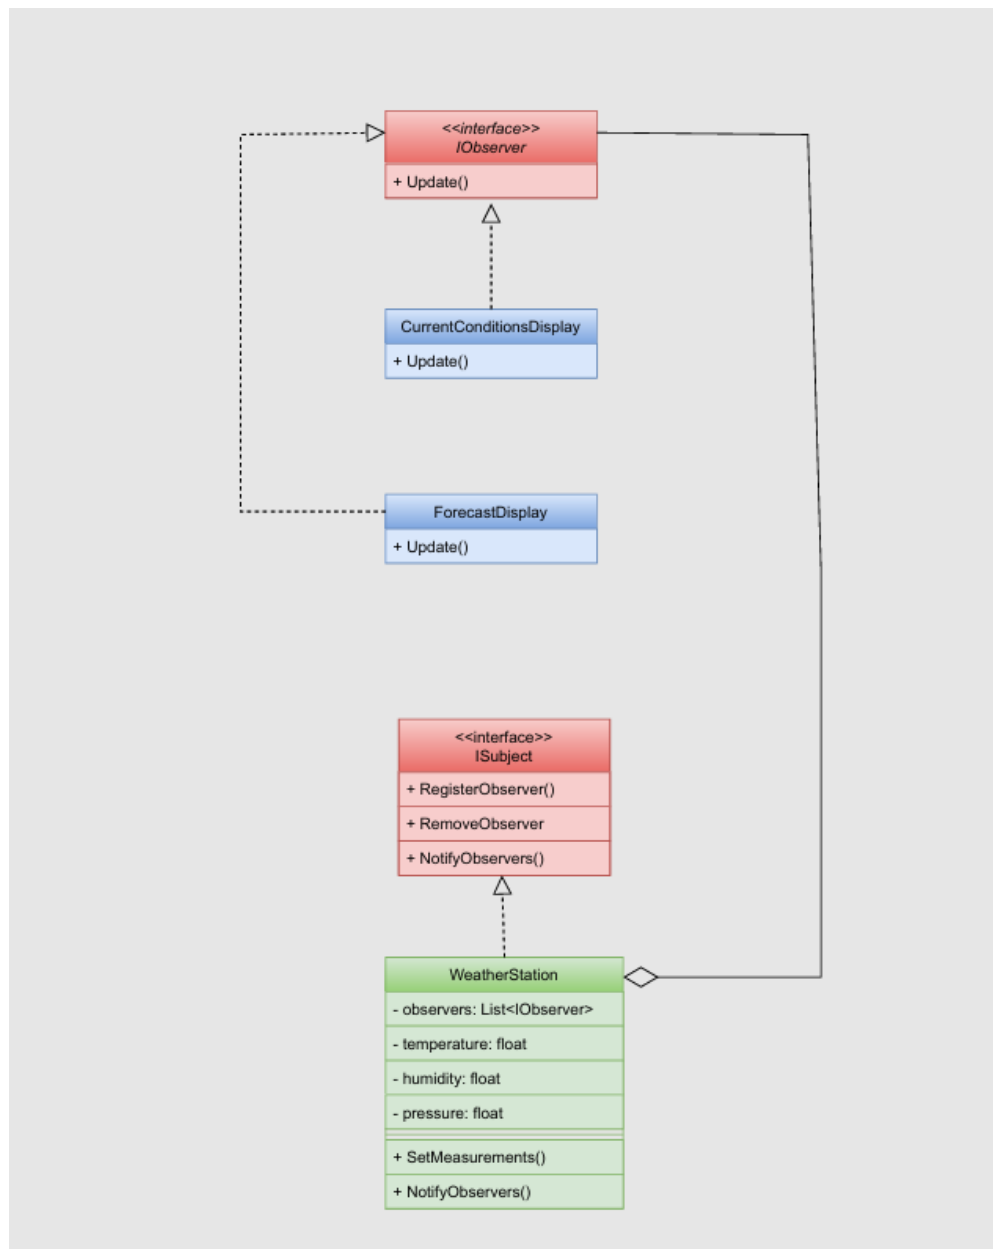 <<interface>>
IObserver
+ Update()
CurrentConditionsDisplay
+ Update()
ForecastDisplay
+ Update()
<<interface>>
ISubject
+ RegisterObserver()
+ RemoveObserver
+ NotifyObservers()
WeatherStation
- observers: List<IObserver>
- temperature: float
- humidity: float
- pressure: float
+ SetMeasurements()
+ NotifyObservers()